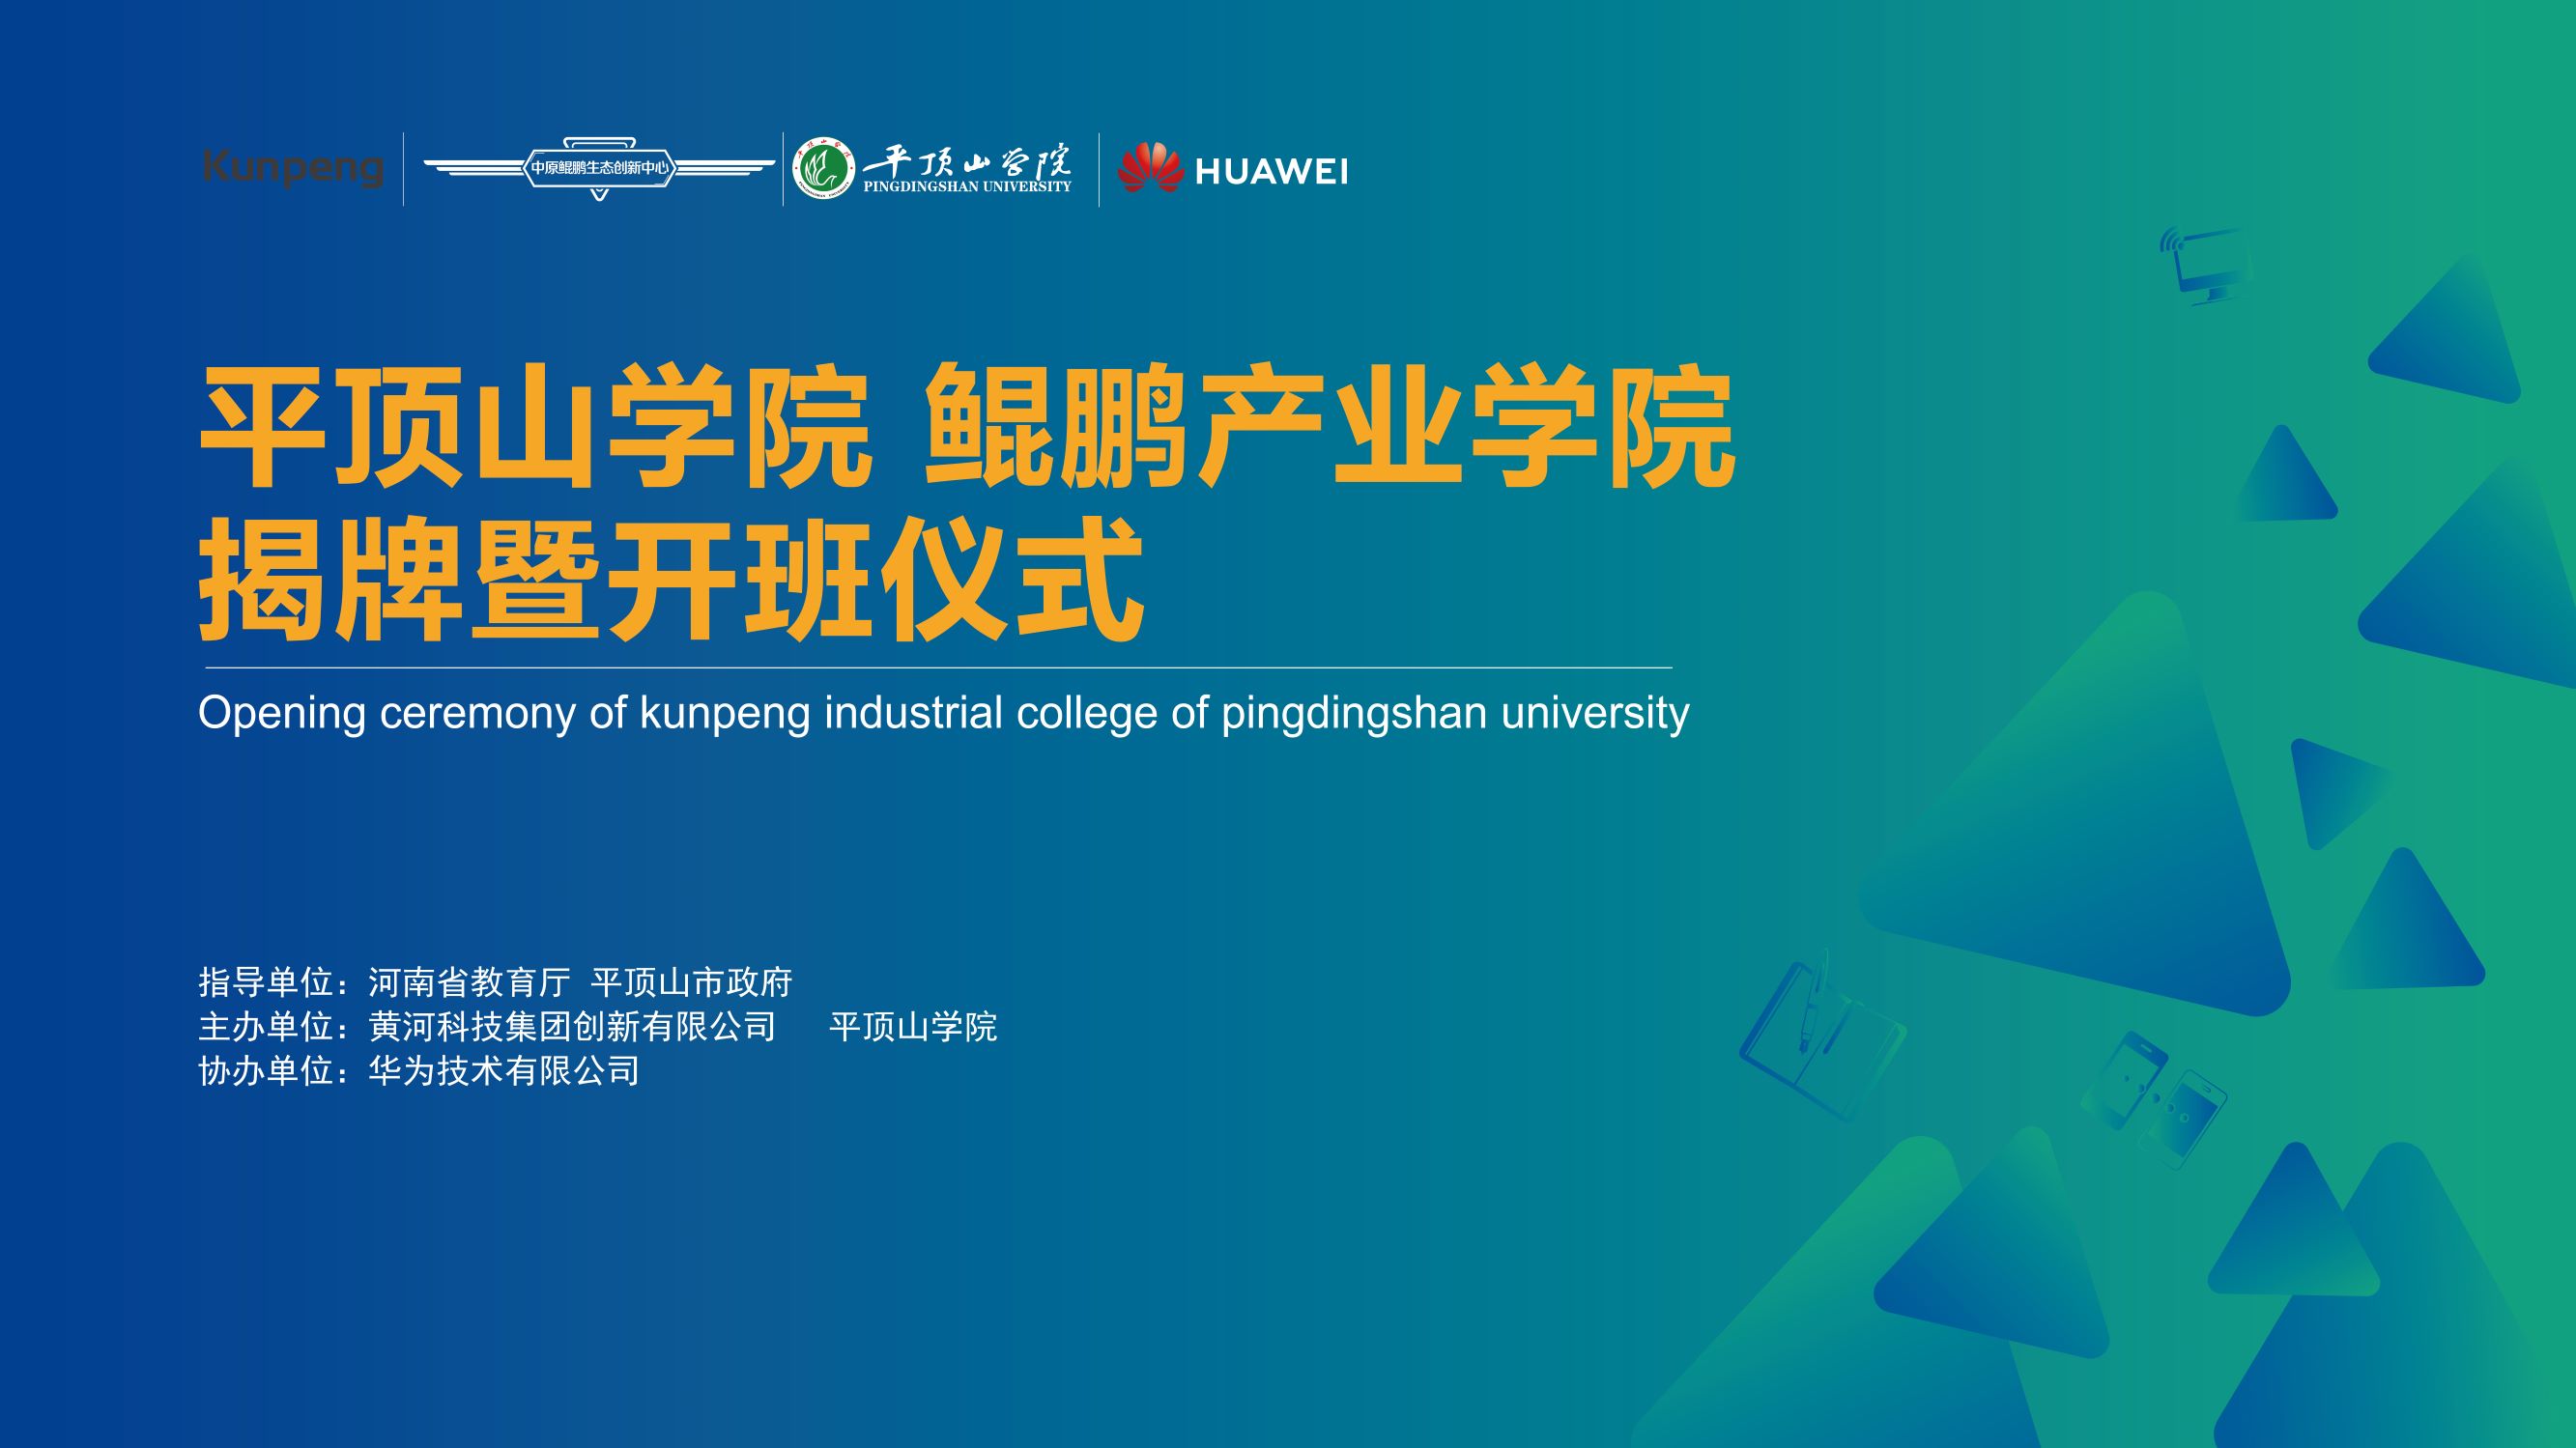 Kunpeng
中原鲲鹏生态创新中心
平顶山学院
PINGDINGSHAN UNIVERSITY
HUAWEI
平顶山学院 鲲鹏产业学院
揭牌暨开班仪式
Opening ceremony of kunpeng industrial college of pingdingshan university
指导单位：河南省教育厅 平顶山市政府
主办单位：黄河科技集团创新有限公司 平顶山学院
协办单位：华为技术有限公司